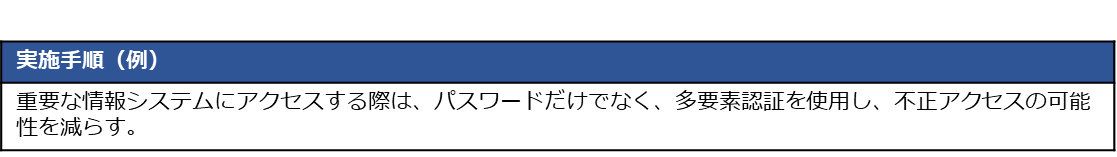 実施手順（例）
重要な情報システムにアクセスする際は、パスワードだけでなく、多要素認証を使用し、不正アクセスの可能
性を減らす。